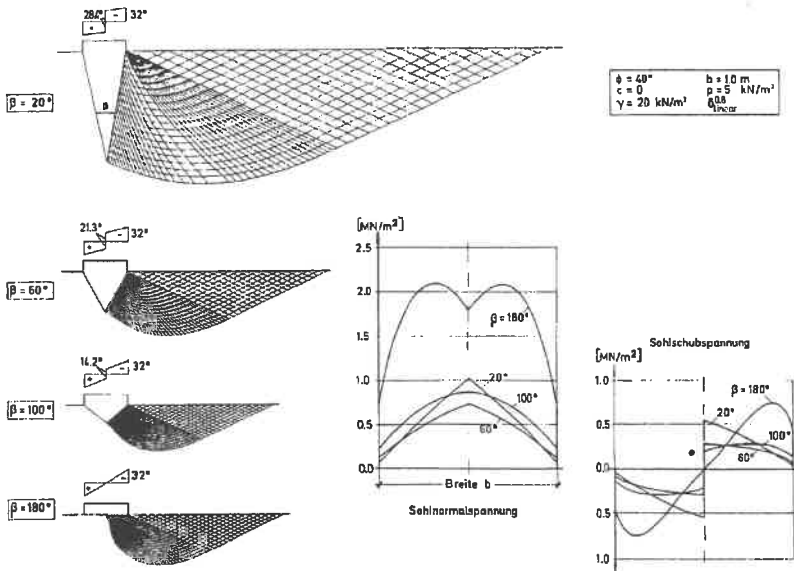 - 32°
+
β = 20°
β
ϕ = 40° b = 1.0 m
c = 0 p = 5 kN/m²
γ = 20 kN/m³ linear
21.3° - 32°
+
β = 60°
14.2° - 32°
+
β = 100°
- 32°
+
β = 180°
[MN/m²]
2.5
2.0
1.5
1.0
0.5
0.0
β = 180°
20°
100°
60°
Breite b
Sohlnormalspannung
Sohlschubspannung
[MN/m²]
1.0
0.5
0.0
0.5
1.0
β = 180°
20°
100°
60°